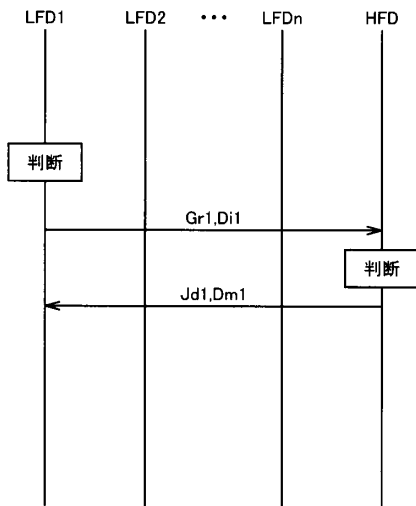 LFD1 LFD2 ••• LFDn HFD
判断
Gr1,Di1
判断
Jd1,Dm1